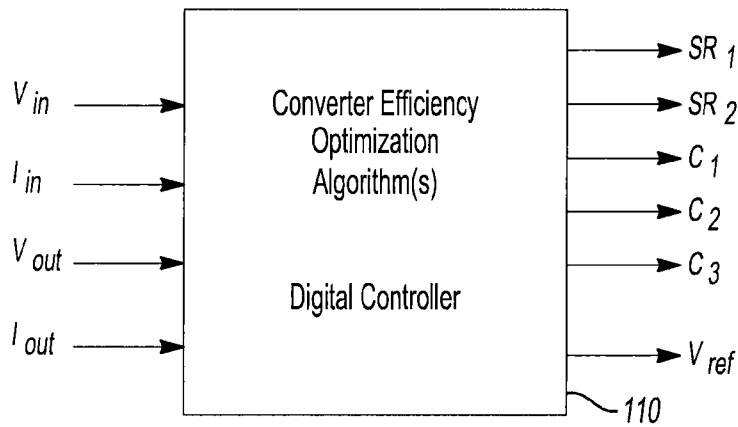 V in
I in
V out
I out
Converter Efficiency
Optimization
Algorithm(s)
Digital Controller
SR 1
SR 2
C 1
C 2
C 3
V ref
110